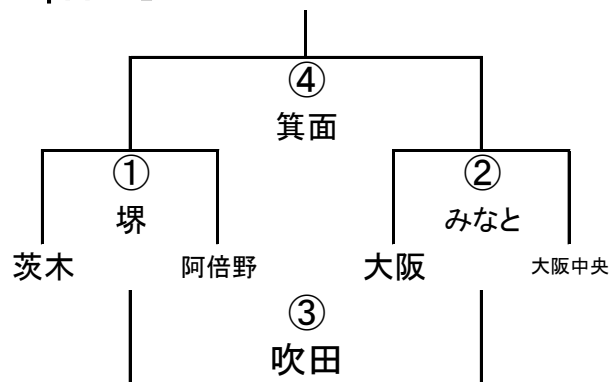 ④
箕面
① ②
堺 みなと
茨木 阿倍野 大阪 大阪中央
③
吹田